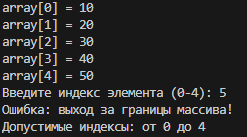 array[0] = 10
array[1] = 20
array[2] = 30
array[3] = 40
array[4] = 50
Введите индекс элемента (0-4): 5
Ошибка: выход за границы массива!
Допустимые индексы: от 0 до 4